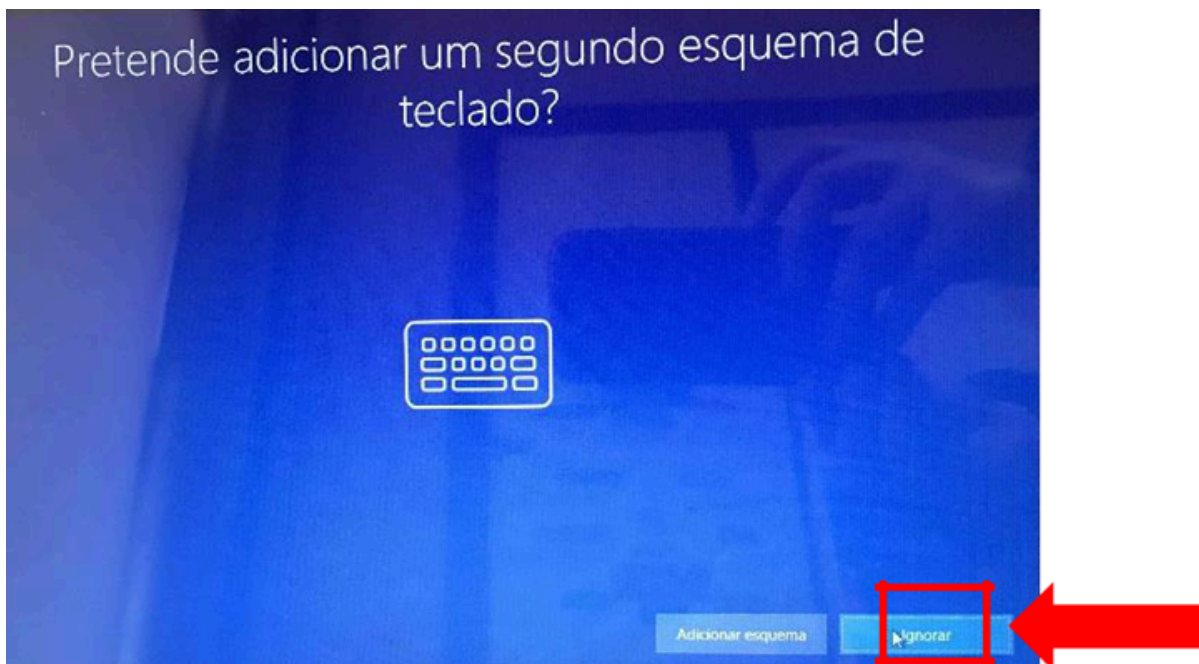 Pretende adicionar um segundo esquema de
teclado?
Adicionar esquema
Ignorar